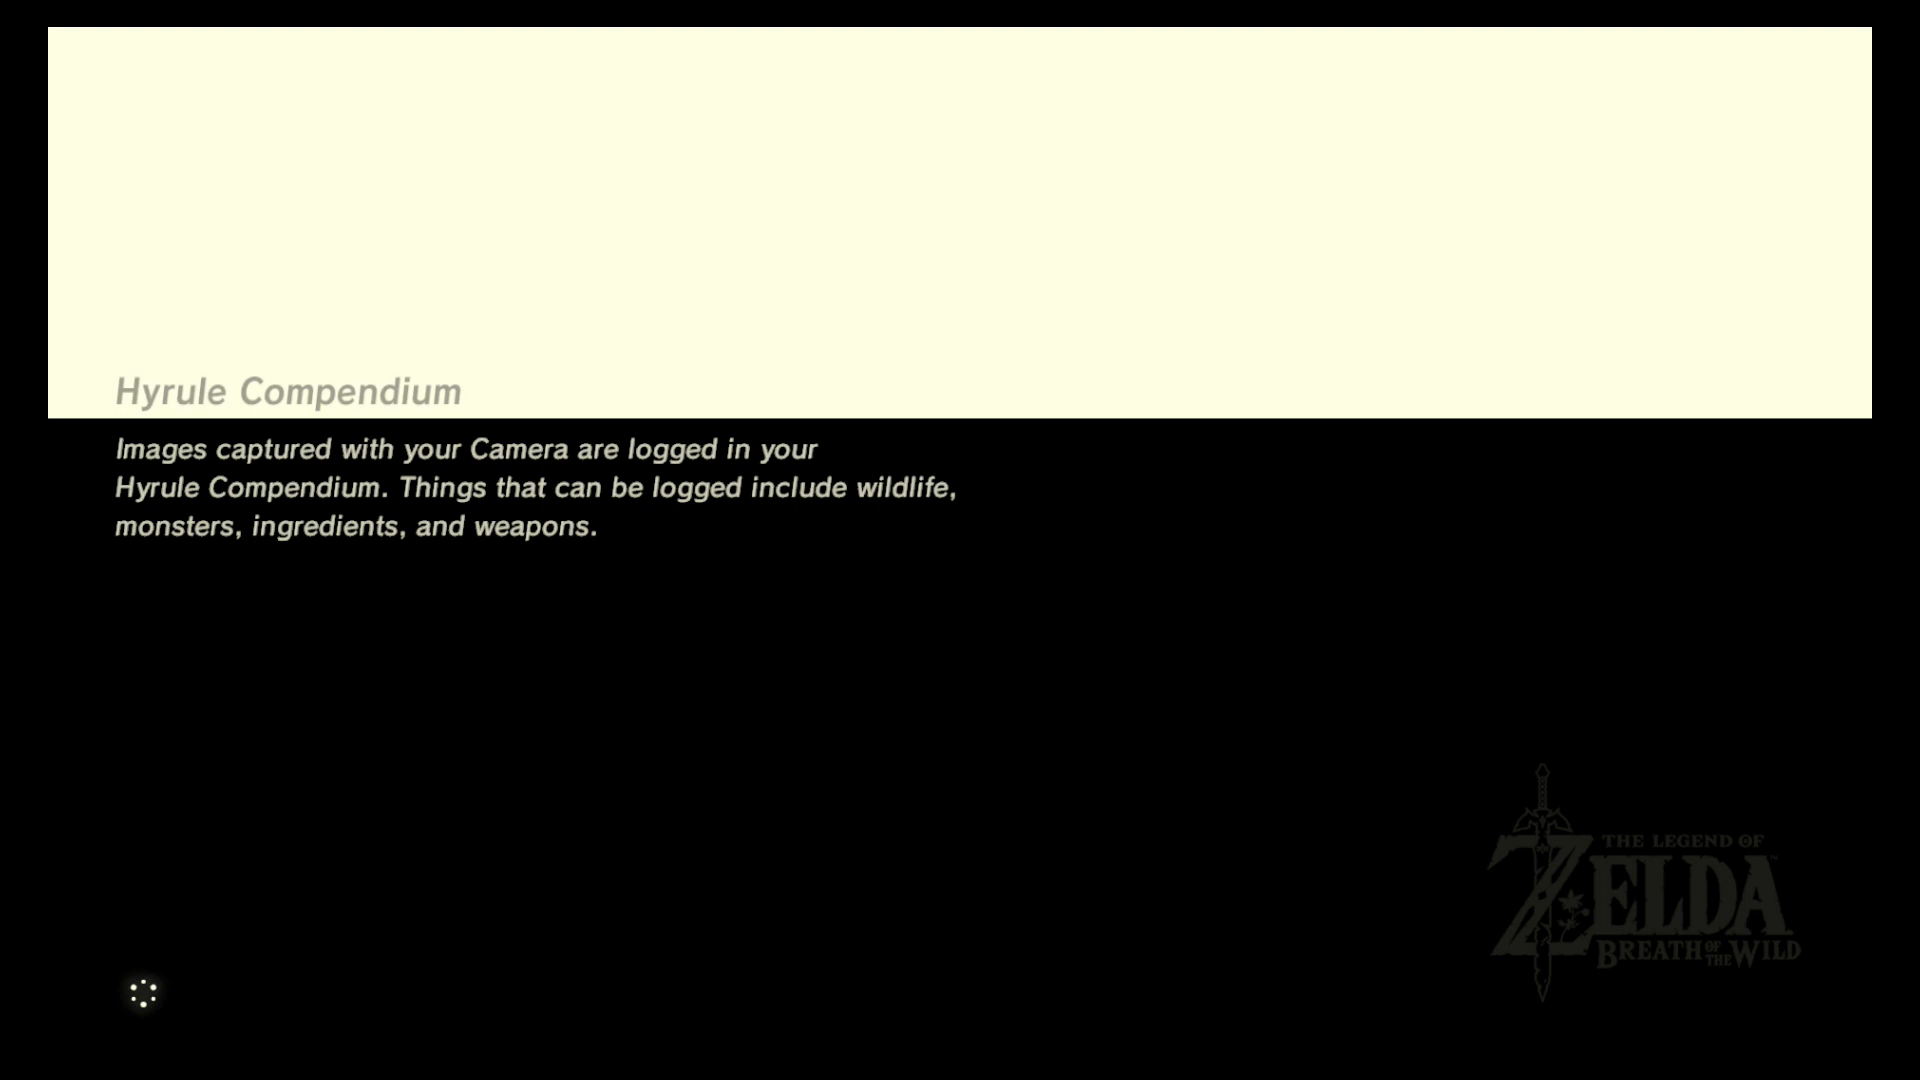 Hyrule Compendium
Images captured with your Camera are logged in your
Hyrule Compendium. Things that can be logged include wildlife,
monsters, ingredients, and weapons.
THE LEGEND OF
ZELDA
BREATH OF THE WILD